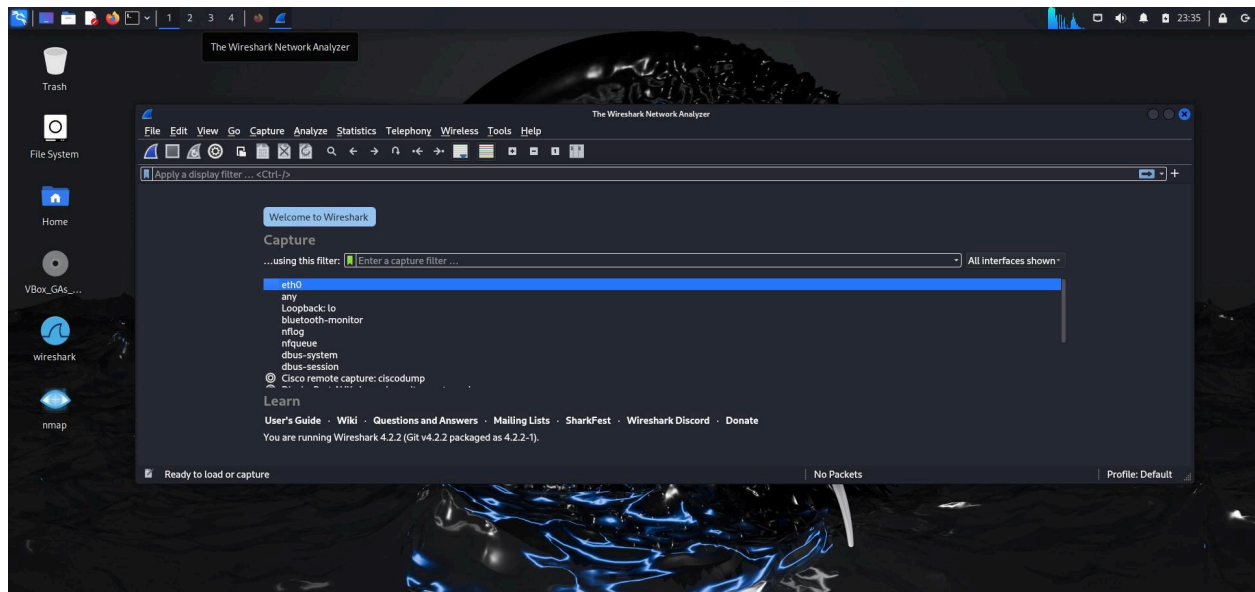 1 2 3 4
23:35
The Wireshark Network Analyzer
Trash
File System
Home
VBox_GAs_...
wireshark
nmap
The Wireshark Network Analyzer
File Edit View Go Capture Analyze Statistics Telephony Wireless Tools Help
Apply a display filter ... <Ctrl-/>
Welcome to Wireshark
Capture
...using this filter: Enter a capture filter ... All interfaces shown
eth0
any
Loopback: lo
bluetooth-monitor
nflog
nfqueue
dbus-system
dbus-session
Cisco remote capture: ciscodump
Learn
User's Guide · Wiki · Questions and Answers · Mailing Lists · SharkFest · Wireshark Discord · Donate
You are running Wireshark 4.2.2 (Git v4.2.2 packaged as 4.2.2-1).
Ready to load or capture No Packets Profile: Default